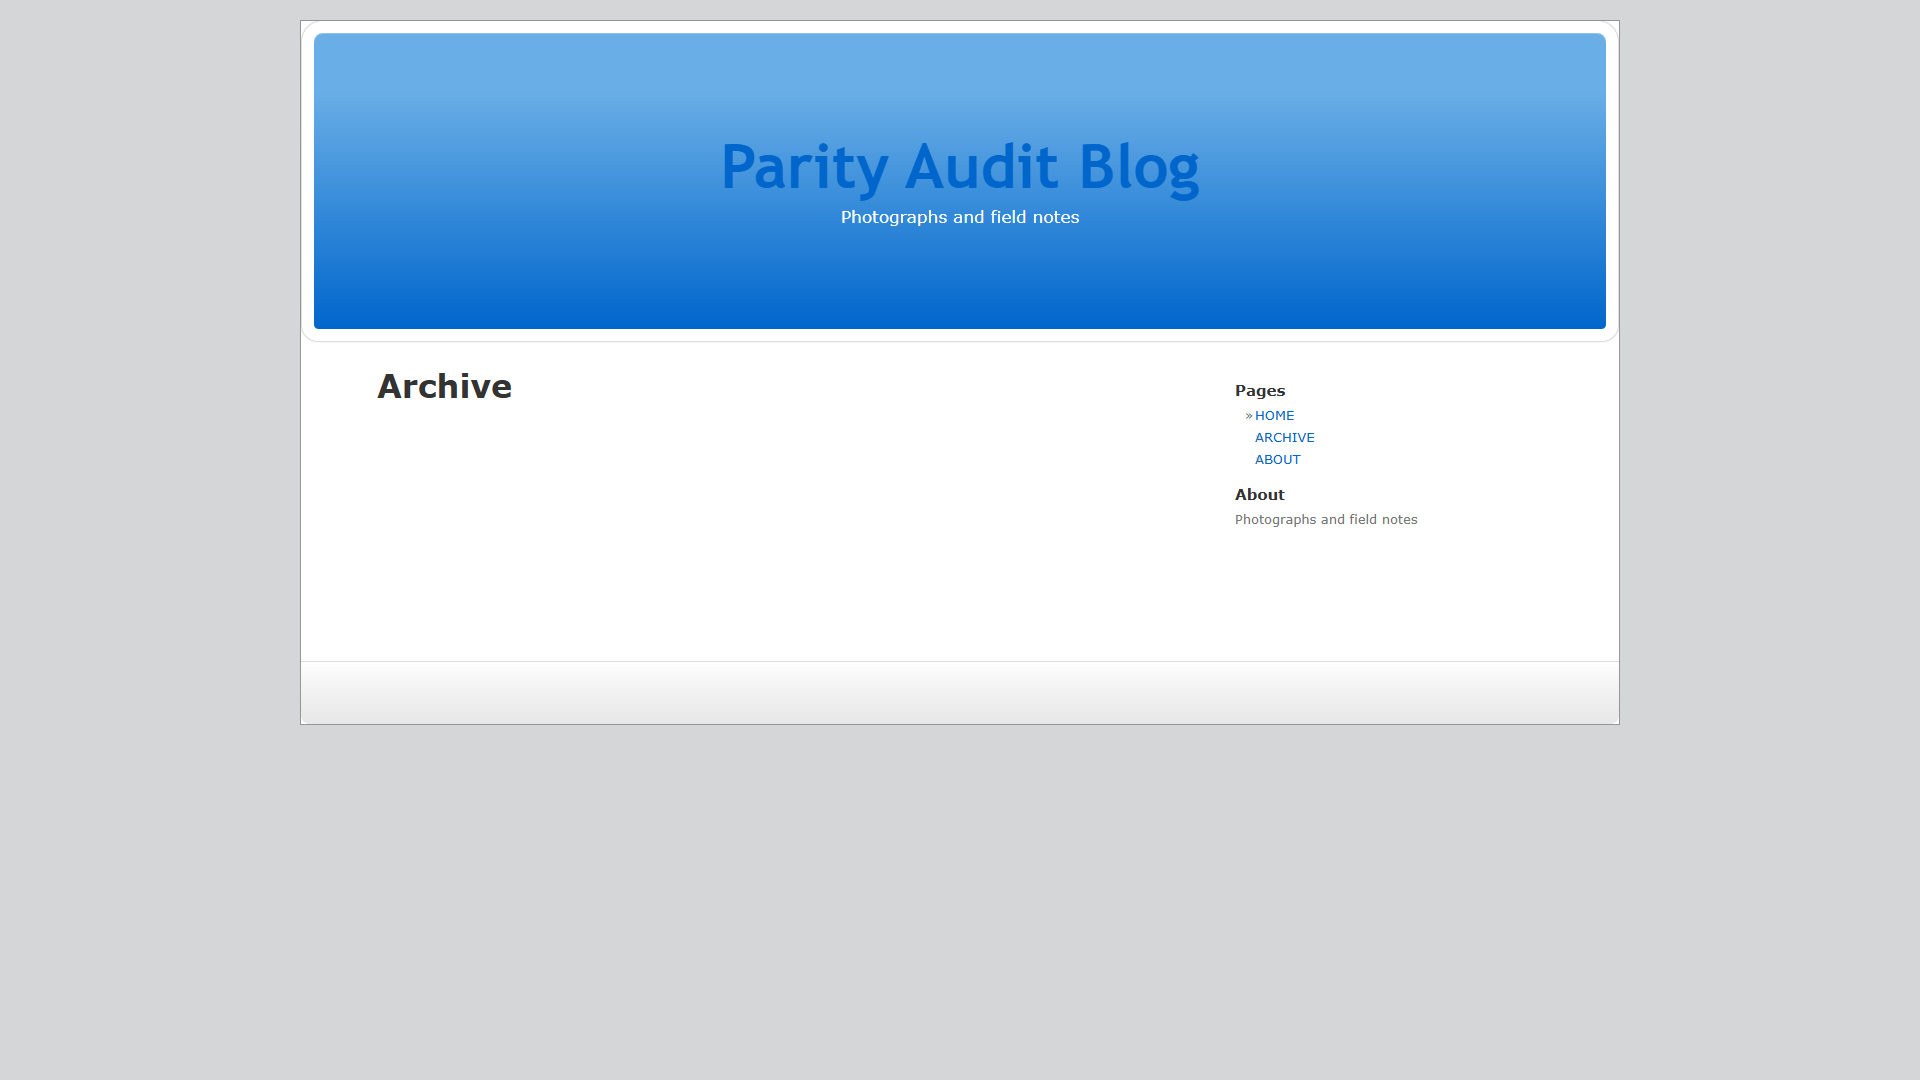 Parity Audit Blog
Photographs and field notes
Archive
Pages
» HOME
ARCHIVE
ABOUT
About
Photographs and field notes